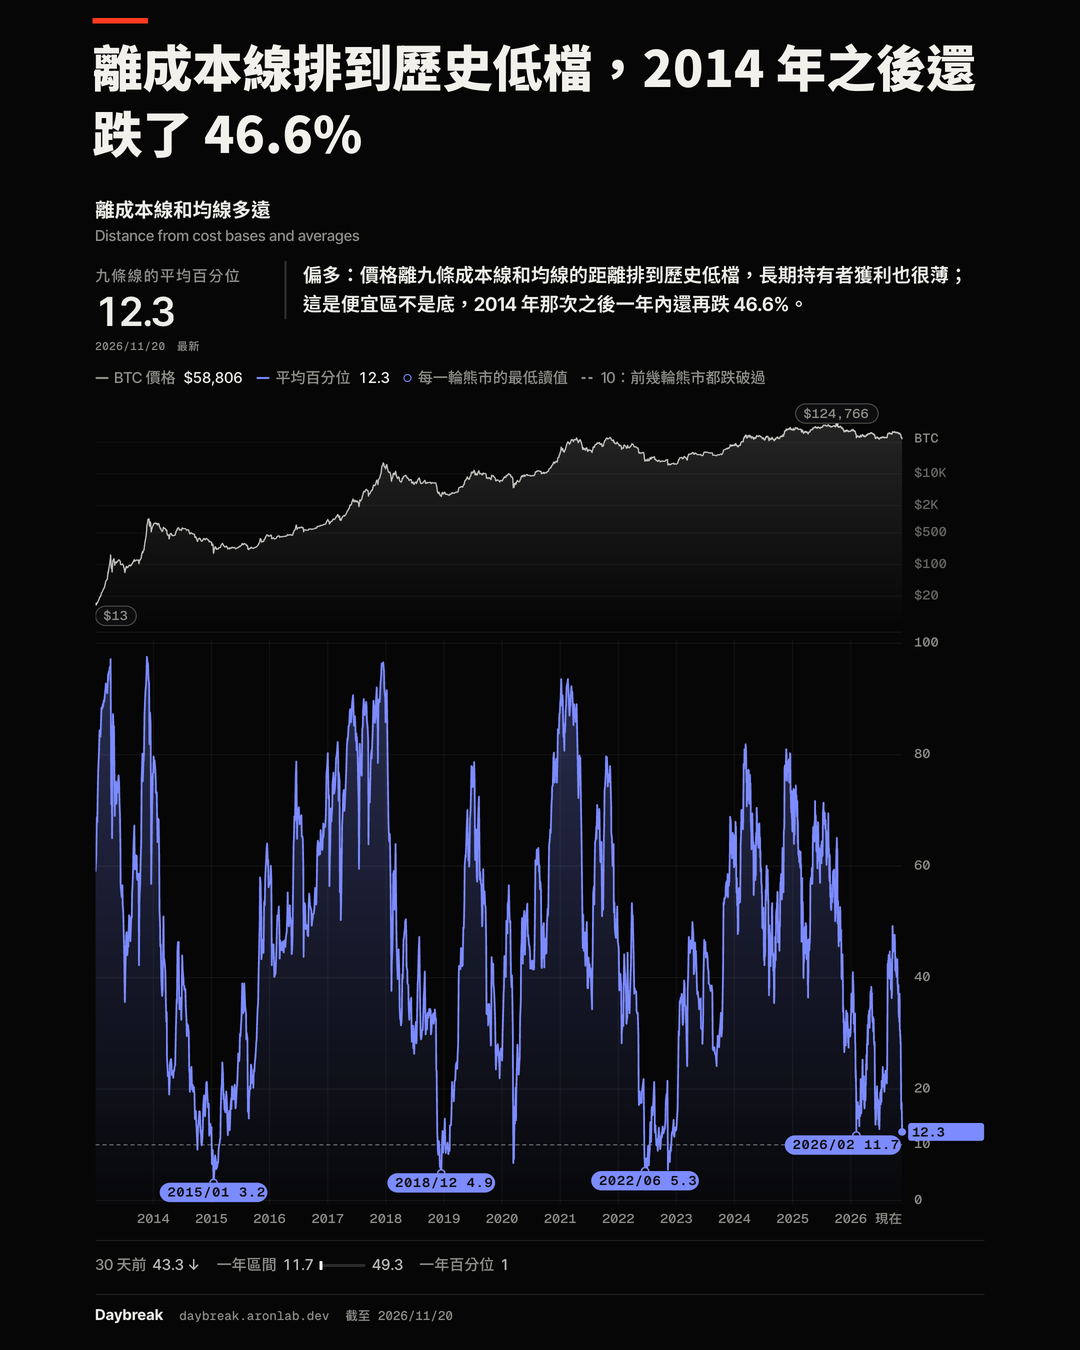 離成本線排到歷史低檔，2014 年之後還
跌了 46.6%
離成本線和均線多遠
Distance from cost bases and averages
九條線的平均百分位
12.3
2026/11/20 最新
偏多：價格離九條成本線和均線的距離排到歷史低檔，長期持有者獲利也很薄；
這是便宜區不是底，2014 年那次之後一年內還再跌 46.6%。
BTC 價格 $58,806 平均百分位 12.3 每一輪熊市的最低讀值 10：前幾輪熊市都跌破過
$124,766
BTC
$10K
$2K
$500
$100
$20
$13
100
80
60
40
20
12.3
10
2026/02 11.7
2015/01 3.2
2018/12 4.9
2022/06 5.3
0
2014 2015 2016 2017 2018 2019 2020 2021 2022 2023 2024 2025 2026 現在
30 天前 43.3 ↓ 一年區間 11.7 49.3 一年百分位 1
Daybreak daybreak.aronlab.dev 截至 2026/11/20